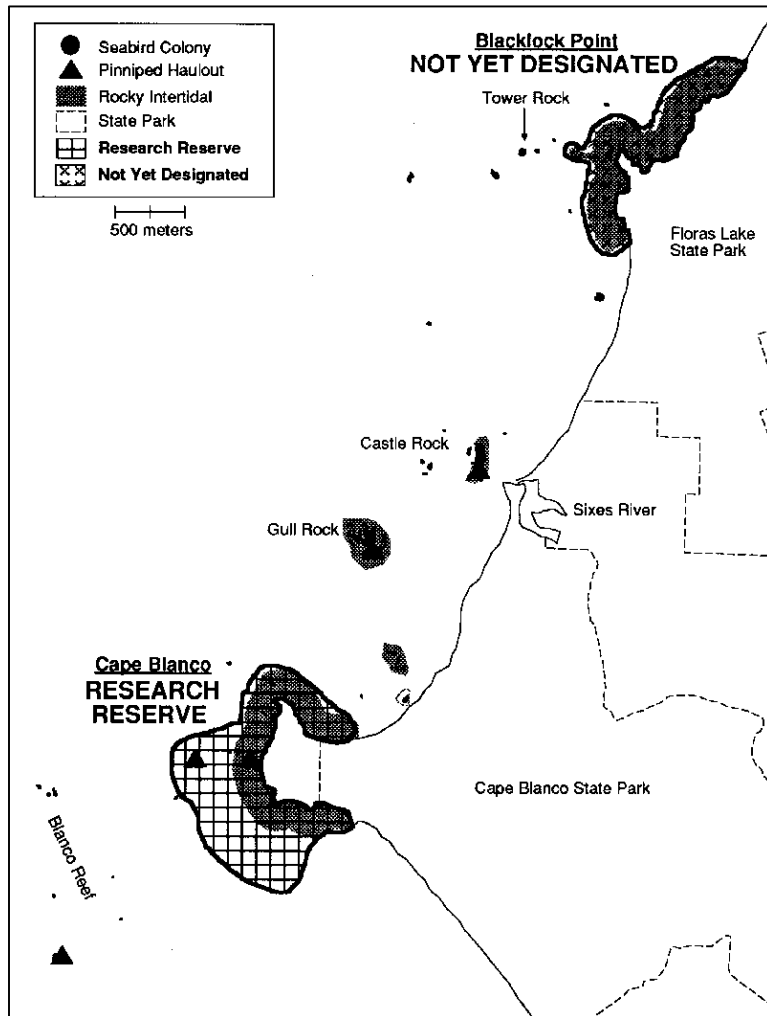 Seabird Colony
Pinniped Haulout
Rocky Intertidal
State Park
Research Reserve
Not Yet Designated
500 meters
Blacklock Point
NOT YET DESIGNATED
Tower Rock
Floras Lake
State Park
Castle Rock
Sixes River
Gull Rock
Cape Blanco
RESEARCH
RESERVE
Cape Blanco State Park
Blanco Reef